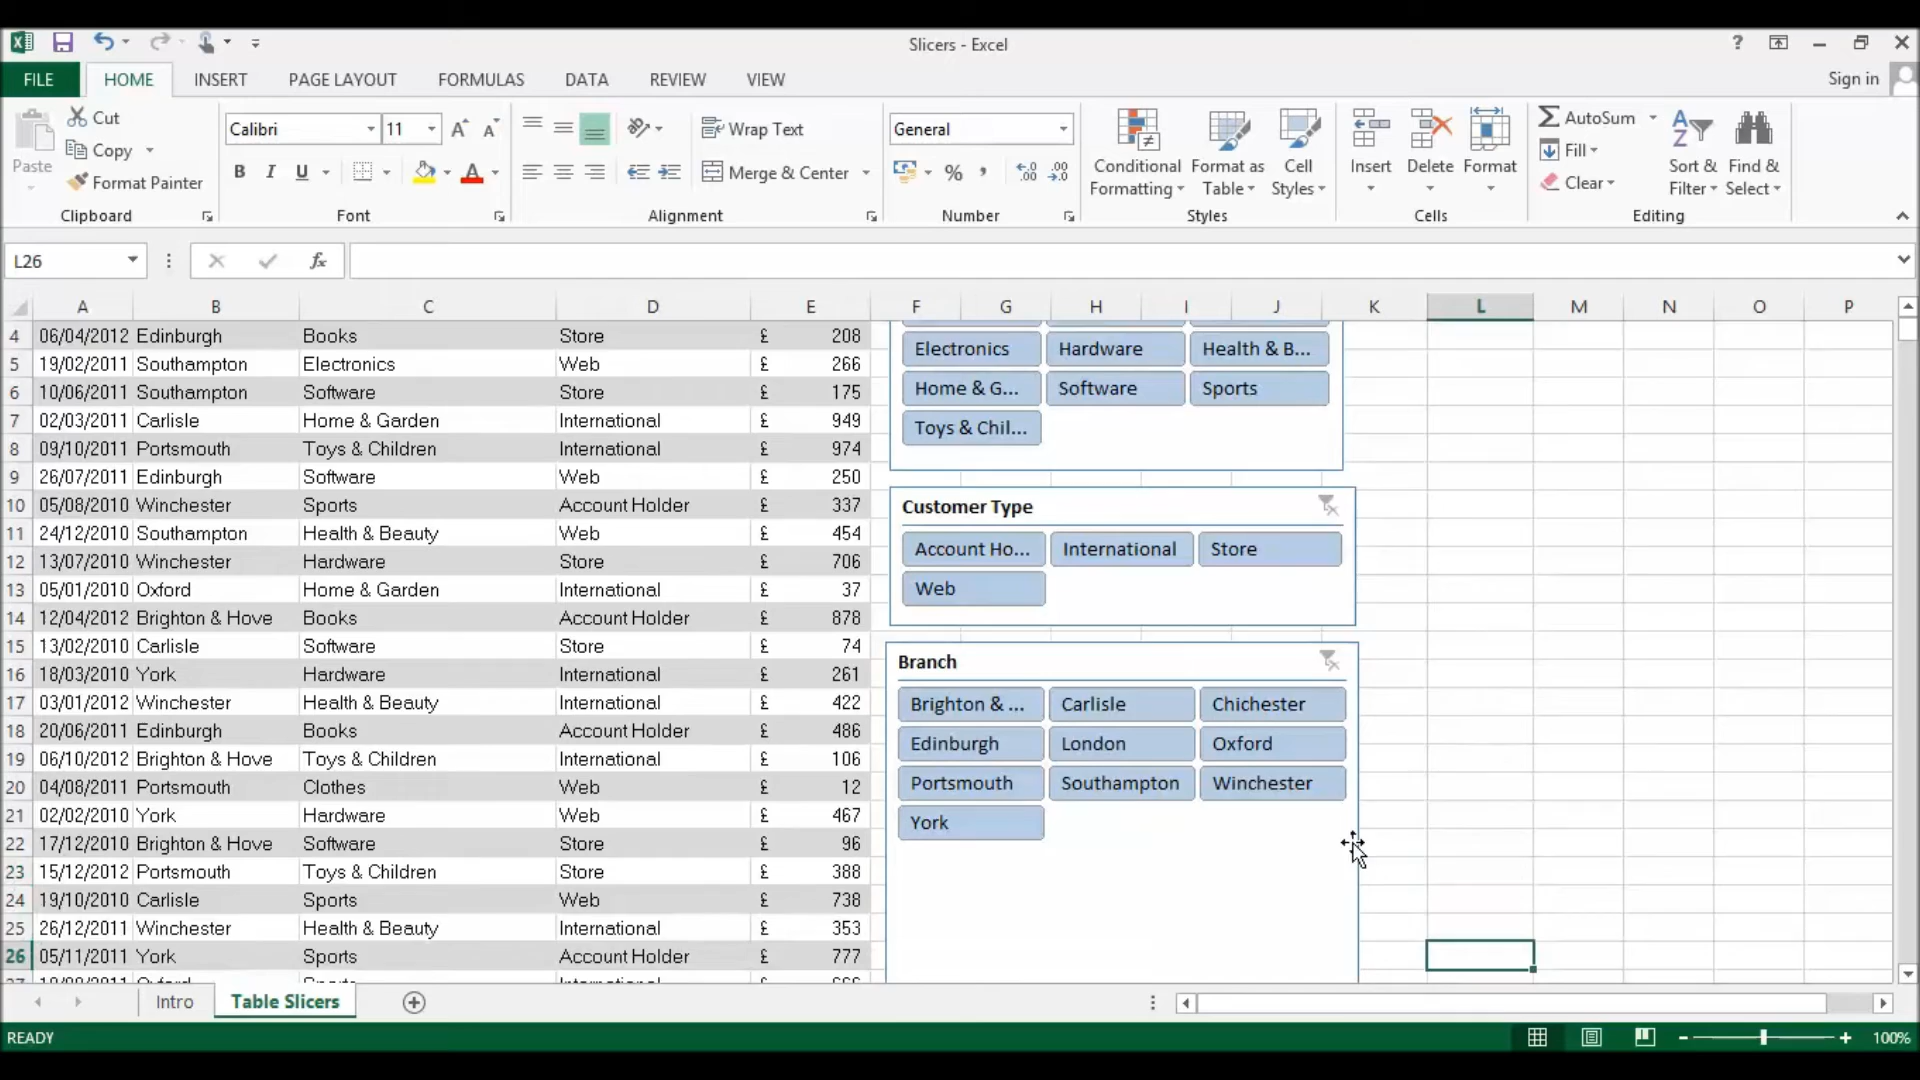 Slicers - Excel
?
FILE HOME INSERT PAGE LAYOUT FORMULAS DATA REVIEW VIEW Sign in
Paste Cut Copy Format Painter Clipboard
Calibri 11 B I U Font
Wrap Text Merge & Center Alignment
General % Number
Conditional Formatting Format as Table Cell Styles Styles
Insert Delete Format Cells
AutoSum Fill Clear Sort & Filter Find & Select Editing
L26 fx
A B C D E F G H I J K L M N O P
4 06/04/2012 Edinburgh Books Store £ 208
5 19/02/2011 Southampton Electronics Web £ 266
6 10/06/2011 Southampton Software Store £ 175
7 02/03/2011 Carlisle Home & Garden International £ 949
8 09/10/2011 Portsmouth Toys & Children International £ 974
9 26/07/2011 Edinburgh Software Web £ 250
10 05/08/2010 Winchester Sports Account Holder £ 337
11 24/12/2010 Southampton Health & Beauty Web £ 454
12 13/07/2010 Winchester Hardware Store £ 706
13 05/01/2010 Oxford Home & Garden International £ 37
14 12/04/2012 Brighton & Hove Books Account Holder £ 878
15 13/02/2010 Carlisle Software Store £ 74
16 18/03/2010 York Hardware International £ 261
17 03/01/2012 Winchester Health & Beauty International £ 422
18 20/06/2011 Edinburgh Books Account Holder £ 486
19 06/10/2012 Brighton & Hove Toys & Children International £ 106
20 04/08/2011 Portsmouth Clothes Web £ 12
21 02/02/2010 York Hardware Web £ 467
22 17/12/2010 Brighton & Hove Software Store £ 96
23 15/12/2012 Portsmouth Toys & Children Store £ 388
24 19/10/2010 Carlisle Sports Web £ 738
25 26/12/2011 Winchester Health & Beauty International £ 353
26 05/11/2011 York Sports Account Holder £ 777
Electronics Hardware Health & B...
Home & G... Software Sports
Toys & Chil...
Customer Type
Account Ho... International Store
Web
Branch
Brighton & ... Carlisle Chichester
Edinburgh London Oxford
Portsmouth Southampton Winchester
York
Intro Table Slicers
READY 100%